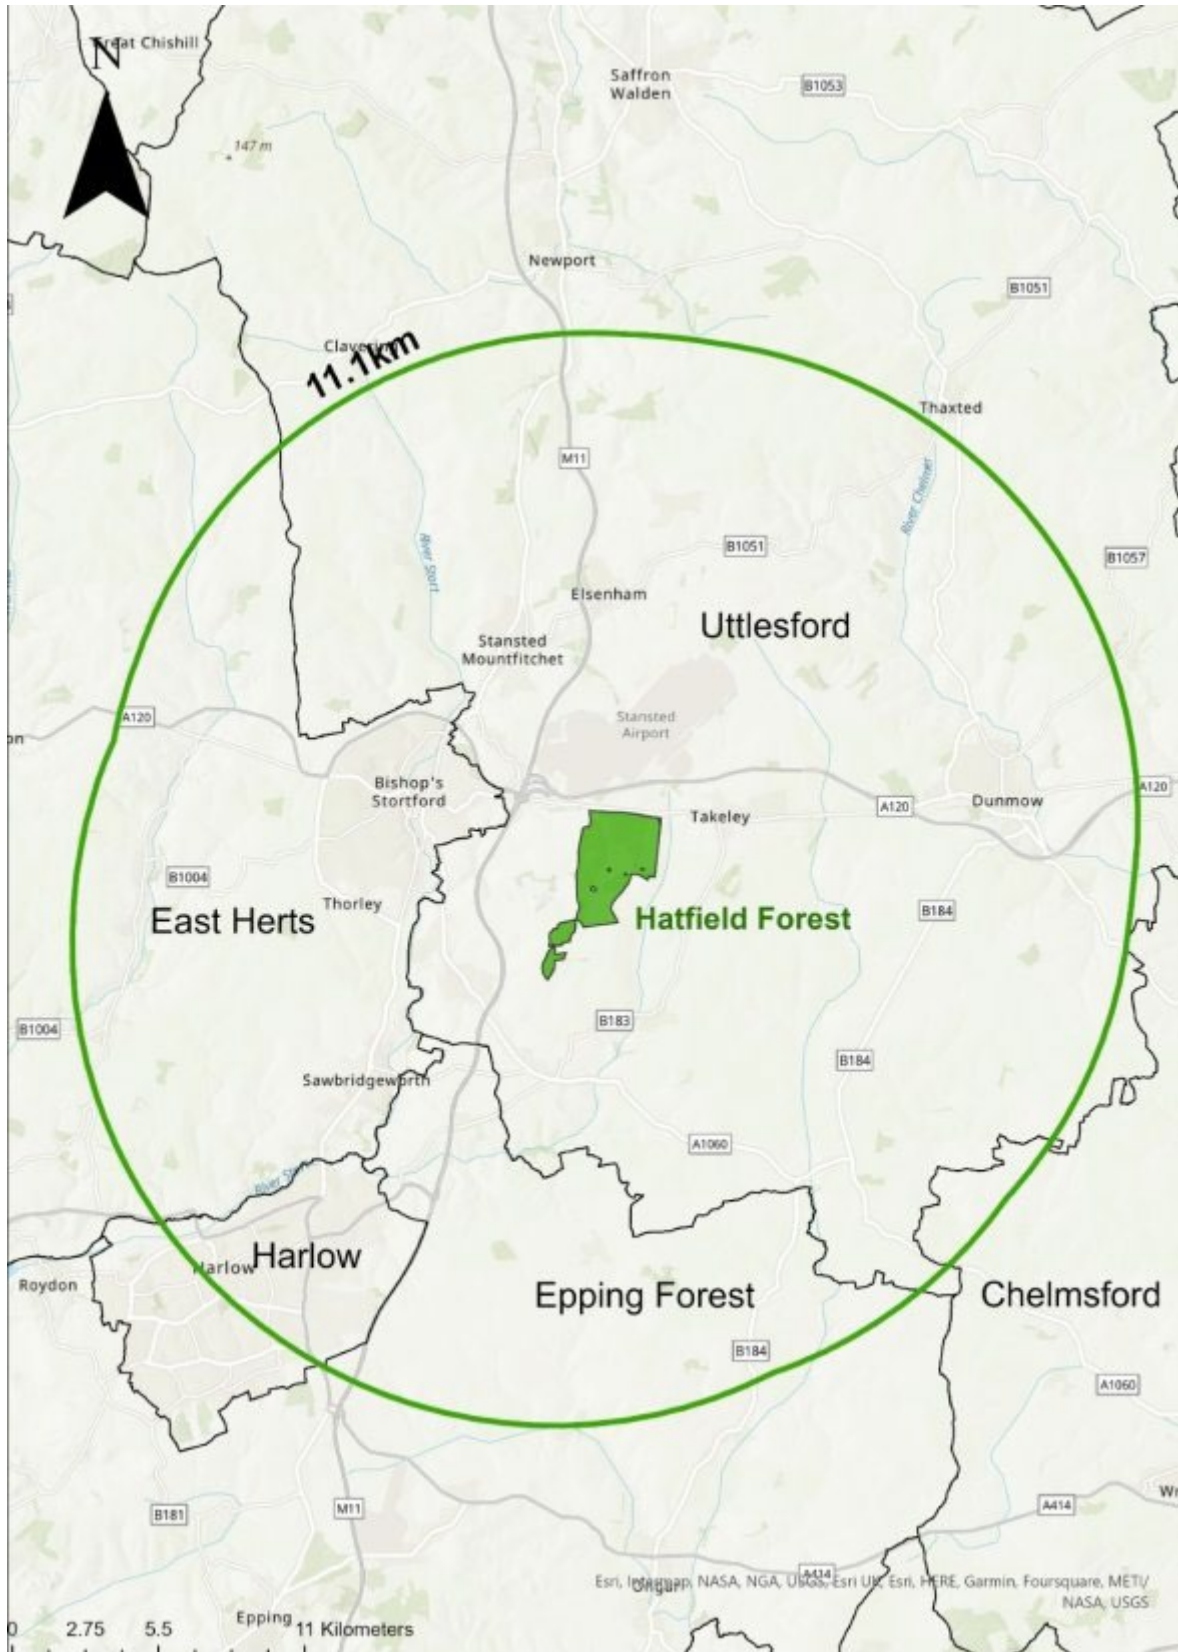 Great Chishill
N
Saffron
Walden
B1053
147 m
Newport
B1051
Clavering
11.1km
Thaxted
M11
River Chelmer
River Stort
B1051
B1057
Elsenham
Uttlesford
Stansted
Mountfitchet
A120
Stansted
Airport
on
Bishop's
Stortford
A120
Dunmow
A120
Takeley
B1004
Thorley
East Herts
Hatfield Forest
B184
B1004
B183
B184
Sawbridgeworth
A1060
River Stort
Harlow
Harlow
Roydon
Epping Forest
Chelmsford
B184
A1060
B181
M11
A414
Wr
A414
Ongar
Esri, Intermap, NASA, NGA, USGS, Esri UK, Esri, HERE, Garmin, Foursquare, METI/
NASA, USGS
Epping
0 2.75 5.5 11 Kilometers